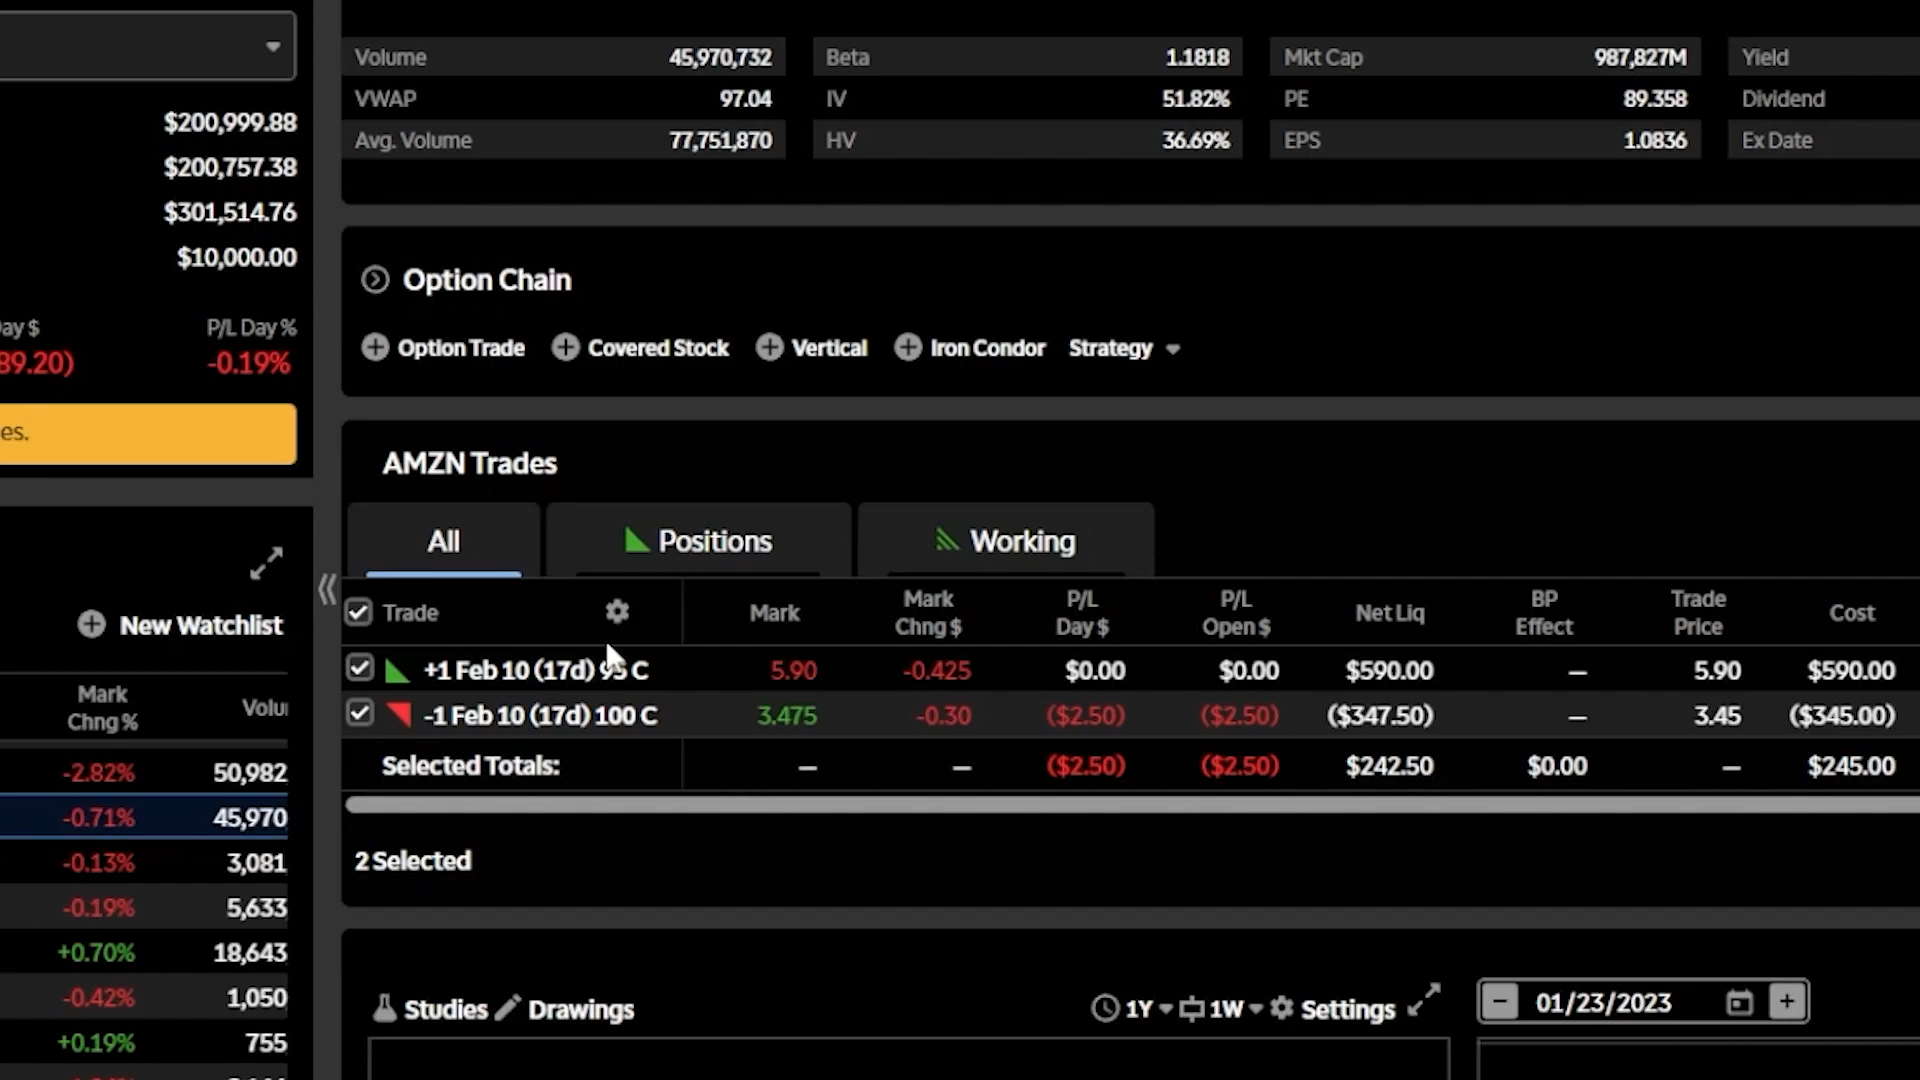 $200,999.88
$200,757.38
$301,514.76
$10,000.00
ay $ P/L Day %
89.20) -0.19%
es.
New Watchlist
Mark Chng % Volu
-2.82% 50,982
-0.71% 45,970
-0.13% 3,081
-0.19% 5,633
+0.70% 18,643
-0.42% 1,050
+0.19% 755
Volume 45,970,732 Beta 1.1818 Mkt Cap 987,827M Yield
VWAP 97.04 IV 51.82% PE 89.358 Dividend
Avg. Volume 77,751,870 HV 36.69% EPS 1.0836 Ex Date
Option Chain
Option Trade Covered Stock Vertical Iron Condor Strategy
AMZN Trades
All Positions Working
Trade Mark Mark Chng $ P/L Day $ P/L Open $ Net Liq BP Effect Trade Price Cost
+1 Feb 10 (17d) 95 C 5.90 -0.425 $0.00 $0.00 $590.00 — 5.90 $590.00
-1 Feb 10 (17d) 100 C 3.475 -0.30 ($2.50) ($2.50) ($347.50) — 3.45 ($345.00)
Selected Totals: — — ($2.50) ($2.50) $242.50 $0.00 — $245.00
2 Selected
Studies Drawings 1Y 1W Settings 01/23/2023